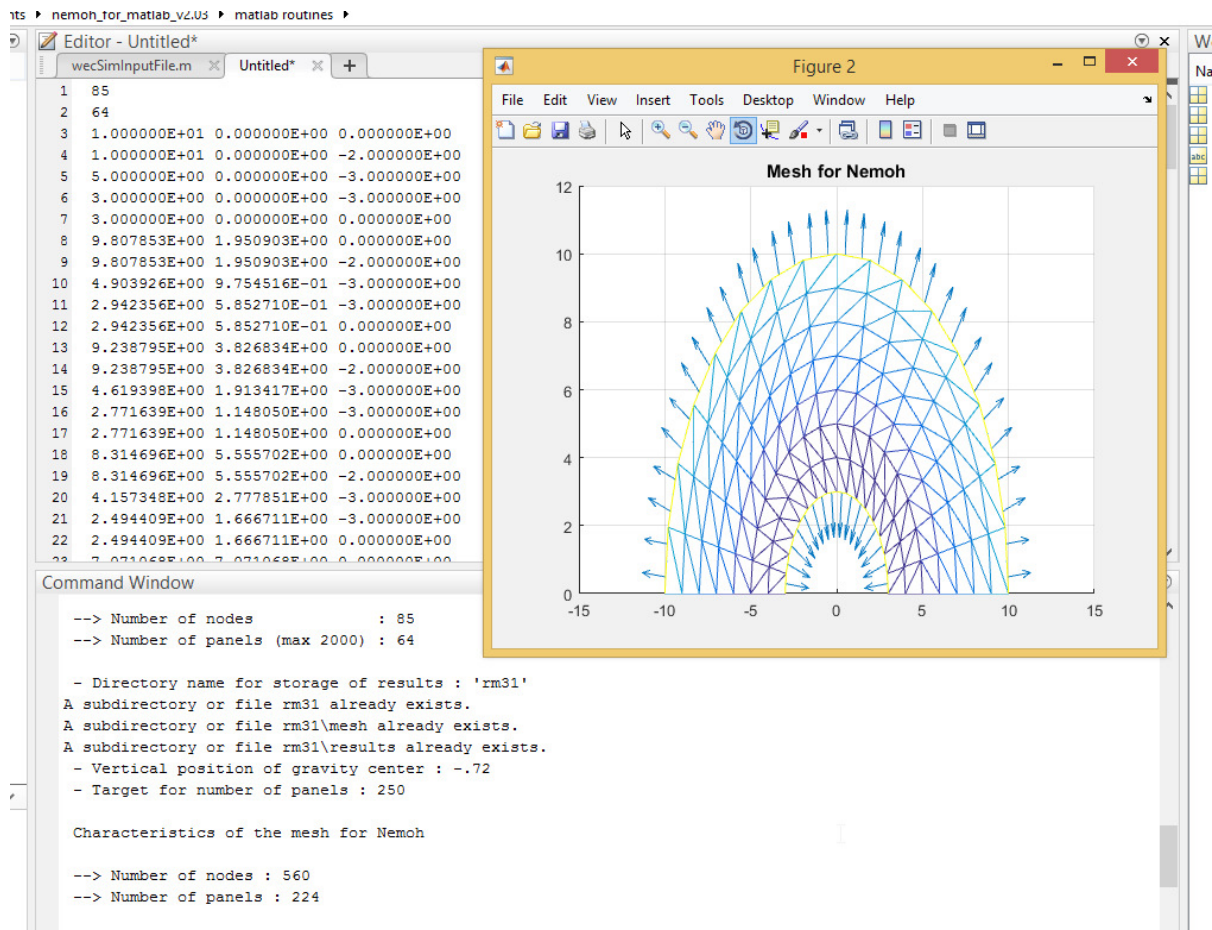 nts ▸ nemoh_for_matlab_v2.03 ▸ matlab routines ▸
Editor - Untitled*
wecSimInputFile.m × Untitled* × +
1 85
2 64
3 1.000000E+01 0.000000E+00 0.000000E+00
4 1.000000E+01 0.000000E+00 -2.000000E+00
5 5.000000E+00 0.000000E+00 -3.000000E+00
6 3.000000E+00 0.000000E+00 -3.000000E+00
7 3.000000E+00 0.000000E+00 0.000000E+00
8 9.807853E+00 1.950903E+00 0.000000E+00
9 9.807853E+00 1.950903E+00 -2.000000E+00
10 4.903926E+00 9.754516E-01 -3.000000E+00
11 2.942356E+00 5.852710E-01 -3.000000E+00
12 2.942356E+00 5.852710E-01 0.000000E+00
13 9.238795E+00 3.826834E+00 0.000000E+00
14 9.238795E+00 3.826834E+00 -2.000000E+00
15 4.619398E+00 1.913417E+00 -3.000000E+00
16 2.771639E+00 1.148050E+00 -3.000000E+00
17 2.771639E+00 1.148050E+00 0.000000E+00
18 8.314696E+00 5.555702E+00 0.000000E+00
19 8.314696E+00 5.555702E+00 -2.000000E+00
20 4.157348E+00 2.777851E+00 -3.000000E+00
21 2.494409E+00 1.666711E+00 -3.000000E+00
22 2.494409E+00 1.666711E+00 0.000000E+00
Figure 2
File Edit View Insert Tools Desktop Window Help
Mesh for Nemoh
12
10
8
6
4
2
0
-15 -10 -5 0 5 10 15
W
Na
abc
Command Window
--> Number of nodes : 85
--> Number of panels (max 2000) : 64
- Directory name for storage of results : 'rm31'
A subdirectory or file rm31 already exists.
A subdirectory or file rm31\mesh already exists.
A subdirectory or file rm31\results already exists.
- Vertical position of gravity center : -.72
- Target for number of panels : 250
Characteristics of the mesh for Nemoh
--> Number of nodes : 560
--> Number of panels : 224